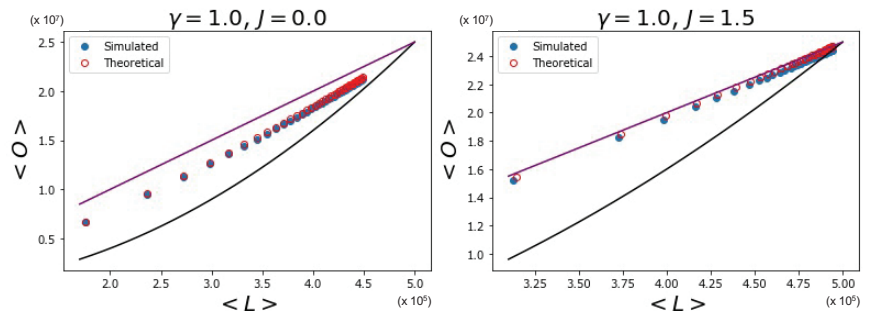 γ = 1.0, J = 0.0
(x 10⁷)
2.5
2.0
1.5
1.0
0.5
< O >
Simulated
Theoretical
2.0 2.5 3.0 3.5 4.0 4.5 5.0
< L >
(x 10⁵)
γ = 1.0, J = 1.5
(x 10⁷)
2.6
2.4
2.2
2.0
1.8
1.6
1.4
1.2
1.0
< O >
Simulated
Theoretical
3.25 3.50 3.75 4.00 4.25 4.50 4.75 5.00
< L >
(x 10⁵)